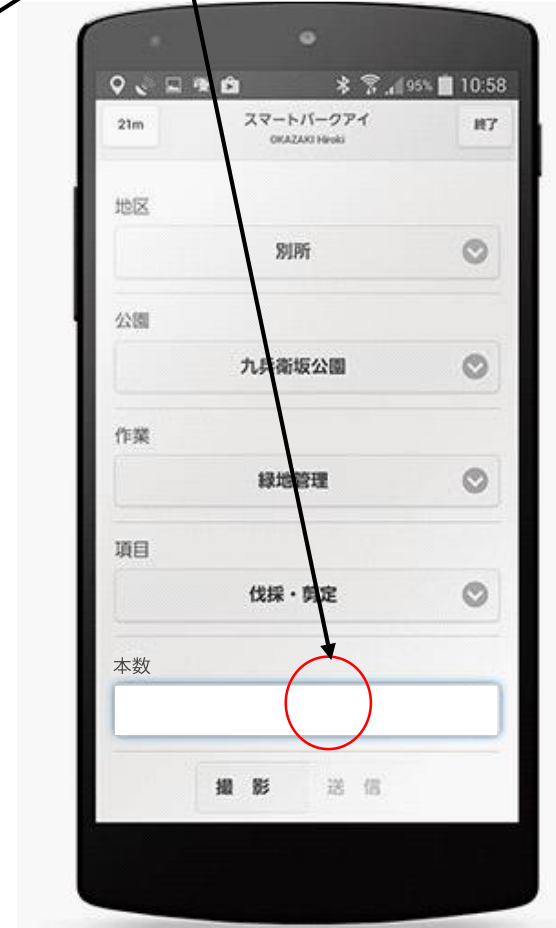 95% 10:58
21m スマートパークアイ 終了
OKAZAKI Hiroki
地区
別所
公園
九兵衛坂公園
作業
緑地管理
項目
伐採・剪定
本数
撮 影 送 信